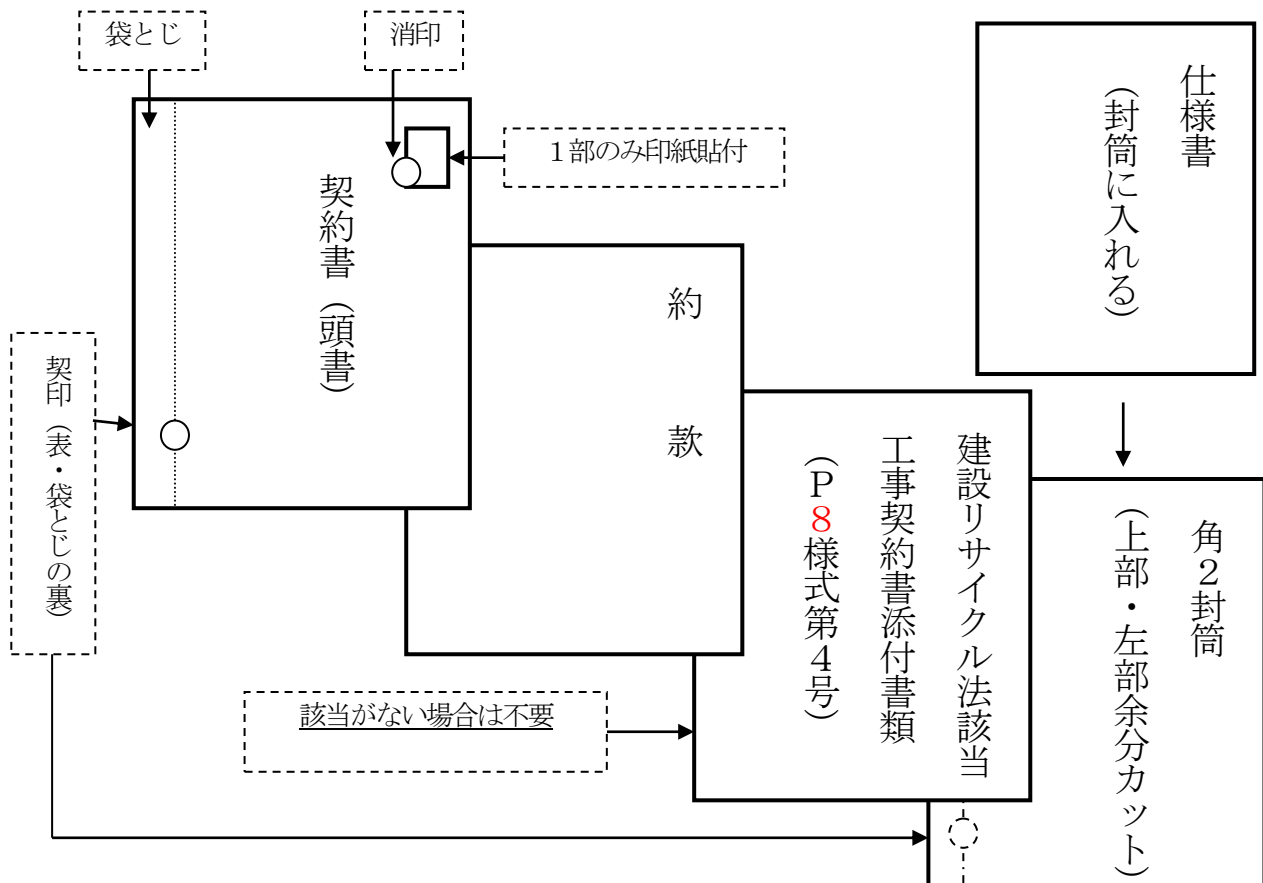 袋とじ
消印
１部のみ印紙貼付
契約書（頭書）
契印（表・袋とじの裏）
約款
仕様書
（封筒に入れる）
建設リサイクル法該当
工事契約書添付書類
（Ｐ８様式第４号）
該当がない場合は不要
角２封筒
（上部・左部余分カット）